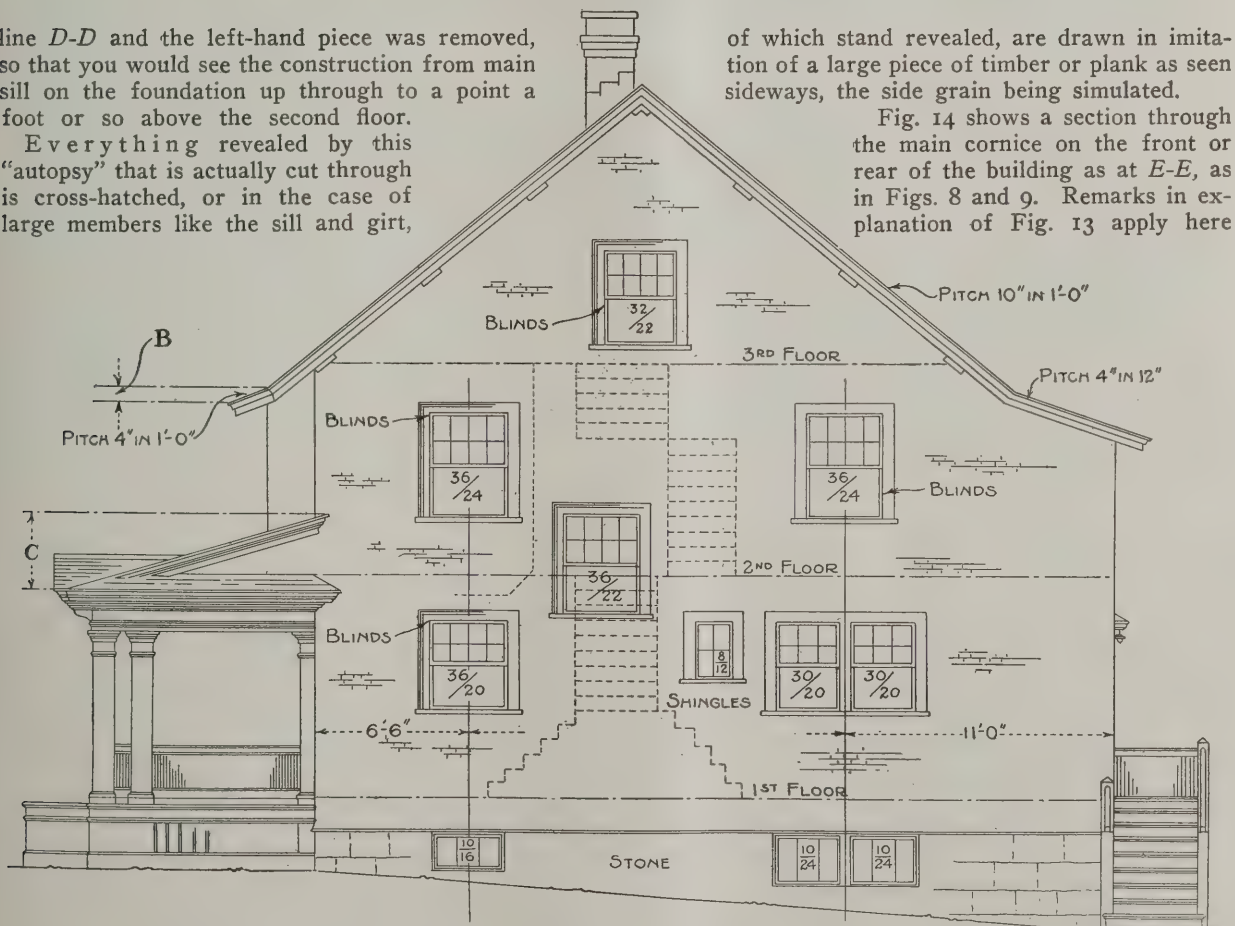 line D-D and the left-hand piece was removed,
so that you would see the construction from main
sill on the foundation up through to a point a
foot or so above the second floor.
Everything revealed by this
“autopsy” that is actually cut through
is cross-hatched, or in the case of
large members like the sill and girt,
of which stand revealed, are drawn in imita-
tion of a large piece of timber or plank as seen
sideways, the side grain being simulated.
Fig. 14 shows a section through
the main cornice on the front or
rear of the building as at E-E, as
in Figs. 8 and 9. Remarks in ex-
planation of Fig. 13 apply here
PITCH 10" IN 1'-0"
BLINDS
32/22
3RD FLOOR
B
PITCH 4" IN 12"
PITCH 4" IN 1'-0"
BLINDS
36/24
36/24
BLINDS
C
2ND FLOOR
36/22
BLINDS
36/20
8/12
30/20
30/20
SHINGLES
6'-6"
11'-0"
1ST FLOOR
10/16
STONE
10/24
10/24